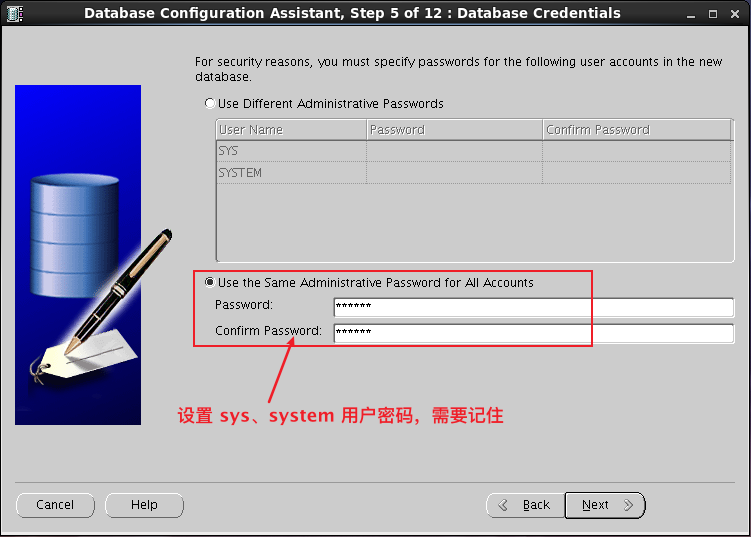 Database Configuration Assistant, Step 5 of 12 : Database Credentials
For security reasons, you must specify passwords for the following user accounts in the new
database.
Use Different Administrative Passwords
User Name Password Confirm Password
SYS
SYSTEM
Use the Same Administrative Password for All Accounts
Password: ******
Confirm Password: ******
设置 sys、system 用户密码，需要记住
Cancel Help Back Next